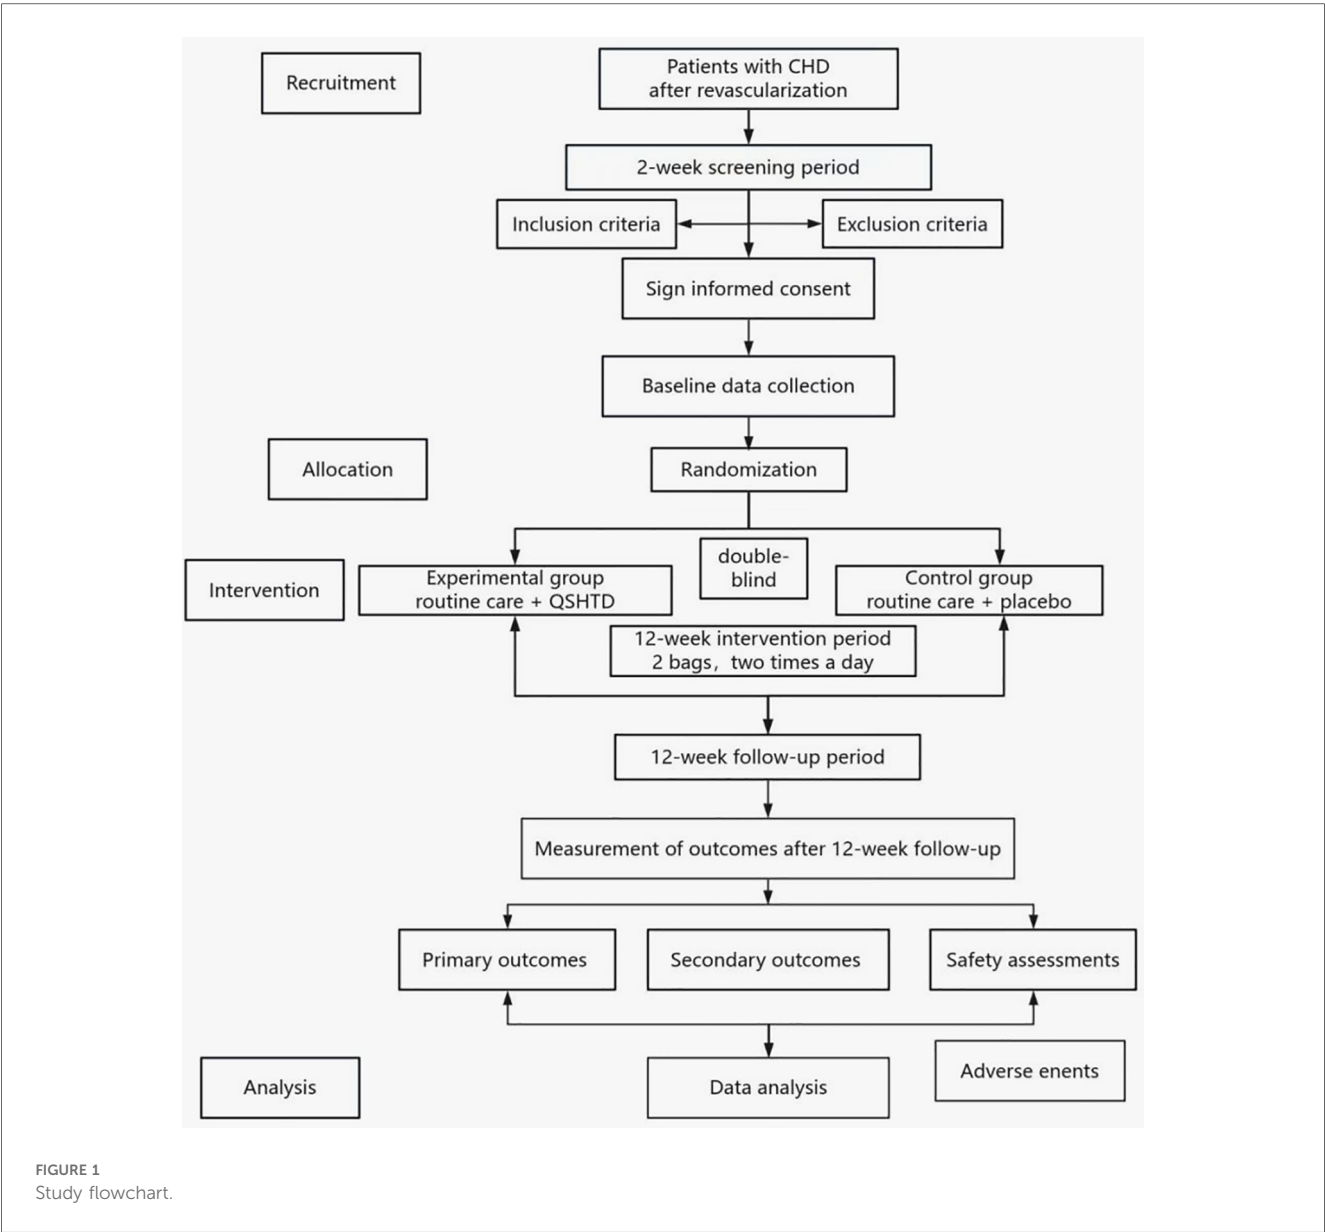 Recruitment
Patients with CHD
after revascularization
2-week screening period
Inclusion criteria
Exclusion criteria
Sign informed consent
Baseline data collection
Allocation
Randomization
double-
blind
Intervention
Experimental group
routine care + QSHTD
Control group
routine care + placebo
12-week intervention period
2 bags，two times a day
12-week follow-up period
Measurement of outcomes after 12-week follow-up
Primary outcomes
Secondary outcomes
Safety assessments
Adverse enents
Analysis
Data analysis
FIGURE 1
Study flowchart.